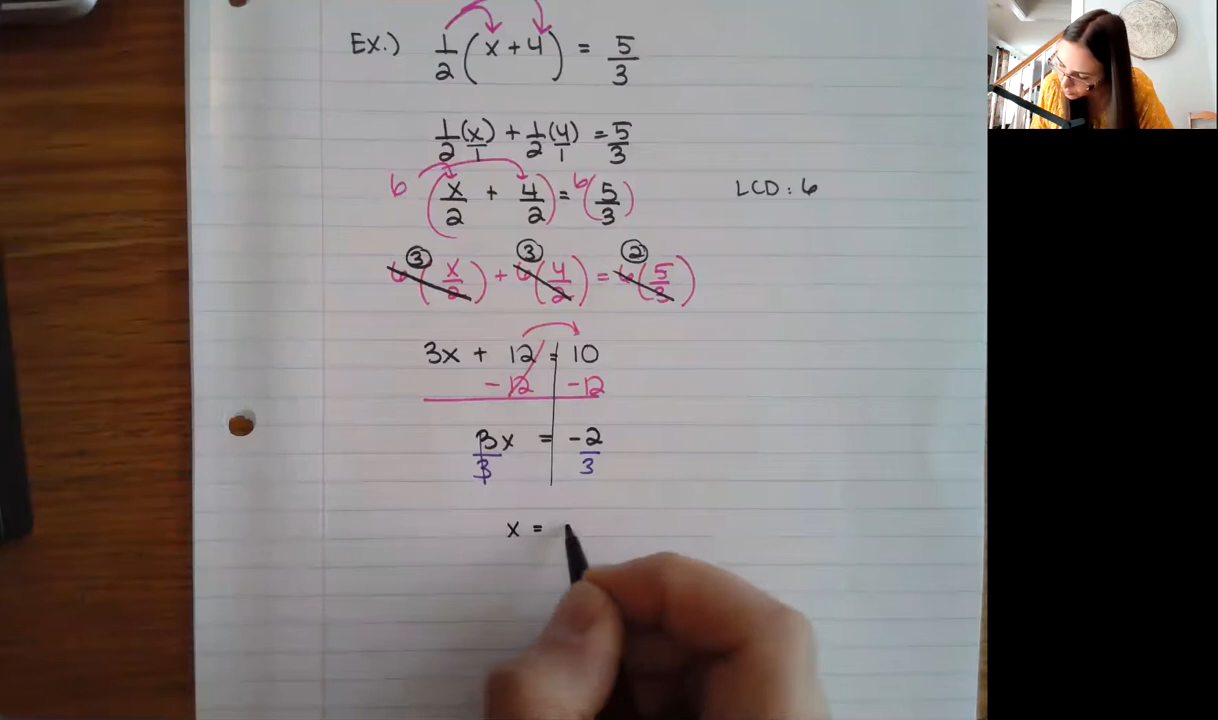 Ex.) 1/2 (x + 4) = 5/3
1/2 (x/1) + 1/2 (4/1) = 5/3
6 (x/2 + 4/2) = 6 (5/3) LCD: 6
③ ③ ②
6 (x/2) + 6 (4/2) = 6 (5/3)
3x + 12 = 10
- 12 -12
3x = -2
3 3
x =